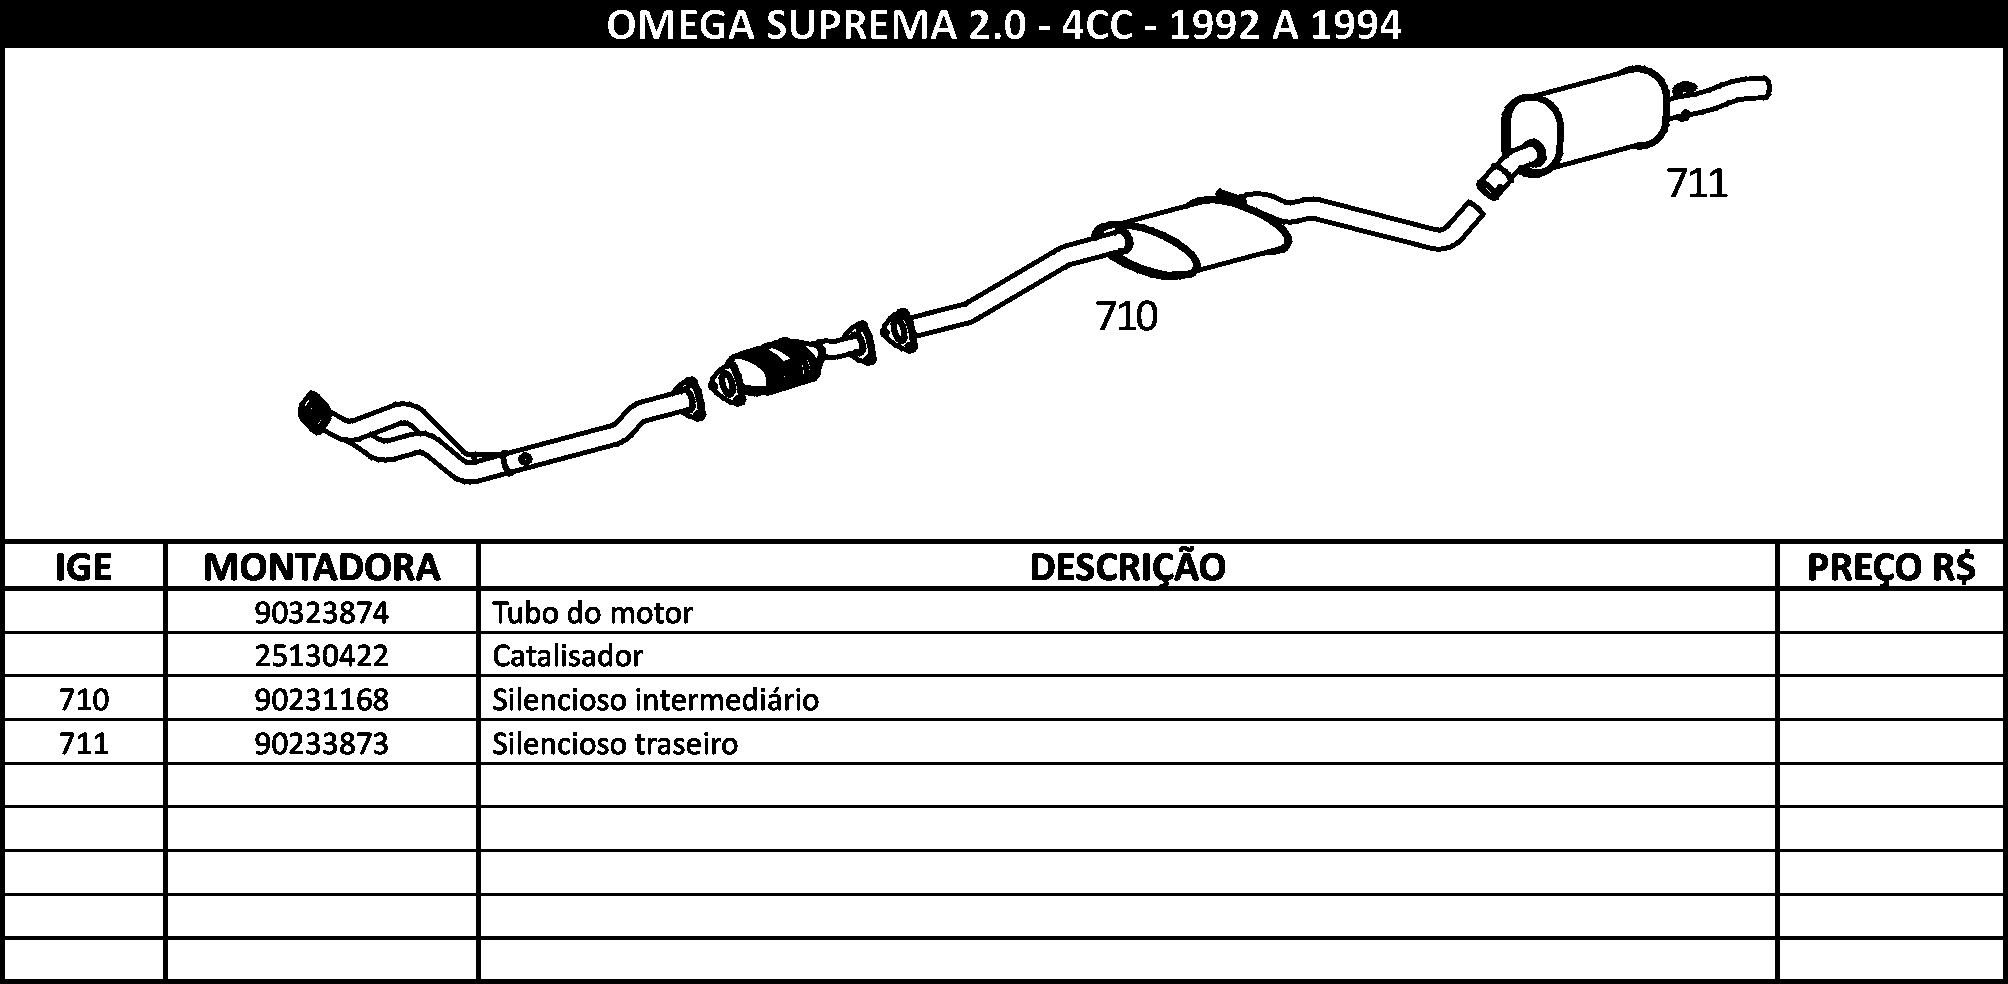 OMEGA SUPREMA 2.0 - 4CC - 1992 A 1994
711
710
IGE MONTADORA DESCRIÇÃO PREÇO R$
90323874 Tubo do motor
25130422 Catalisador
710 90231168 Silencioso intermediário
711 90233873 Silencioso traseiro